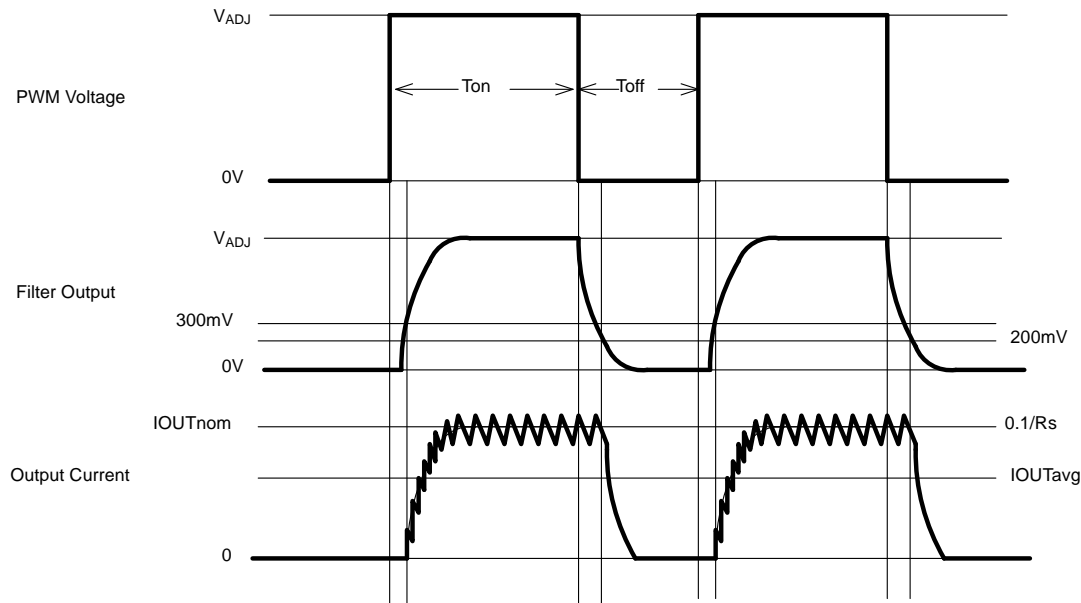 VADJ
Ton
Toff
PWM Voltage
0V
VADJ
Filter Output
300mV
200mV
0V
IOUTnom
0.1/Rs
Output Current
IOUTavg
0